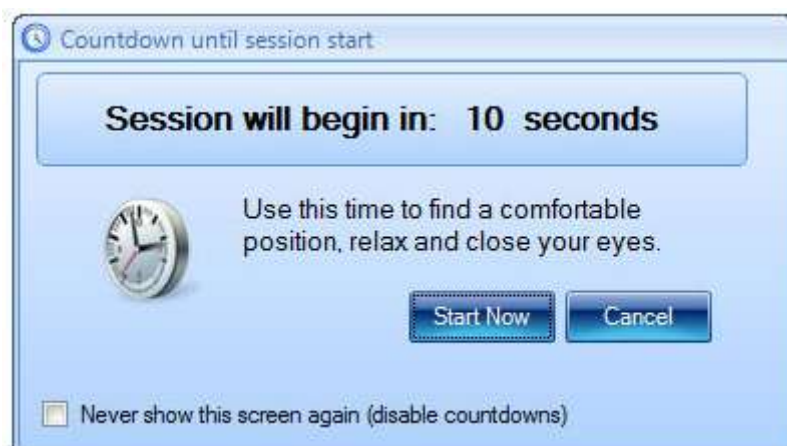 Countdown until session start
Session will begin in: 10 seconds
Use this time to find a comfortable
position, relax and close your eyes.
Start Now
Cancel
Never show this screen again (disable countdowns)